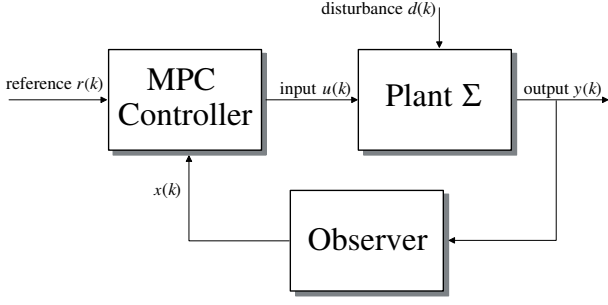 disturbance d(k)
reference r(k)
MPC
Controller
input u(k)
Plant Σ
output y(k)
x(k)
Observer